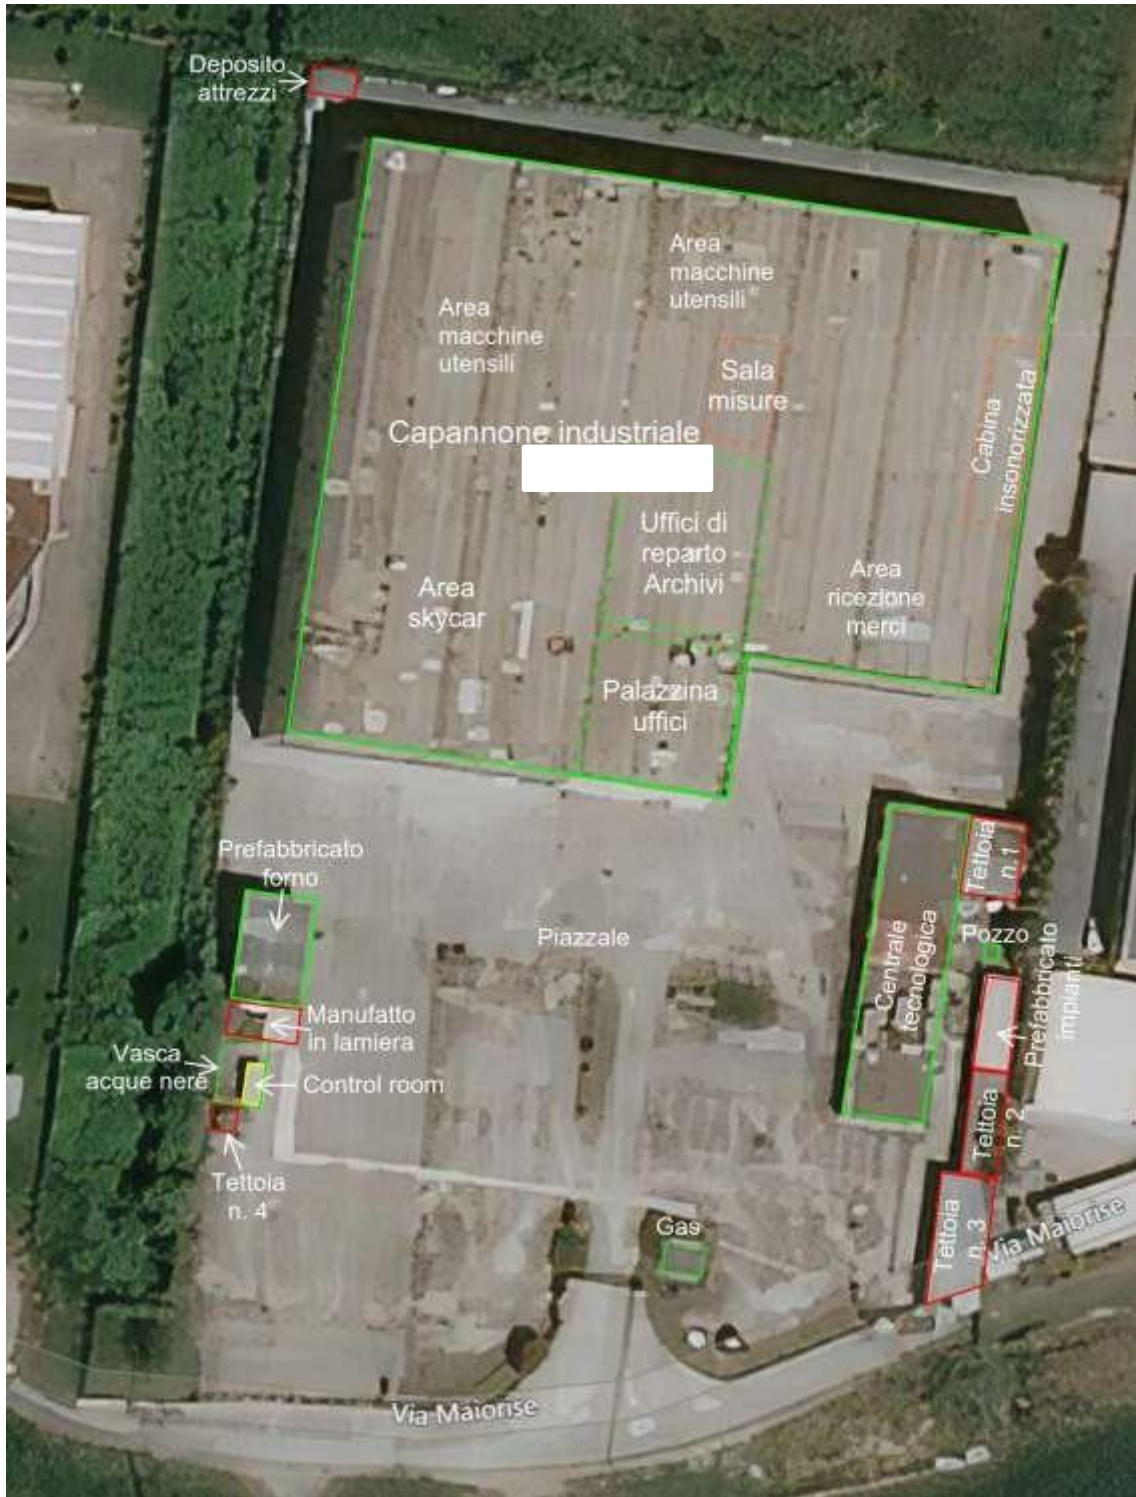 Deposito
attrezzi
Area
macchine
utensili
Area
macchine
utensili
Sala
misure
Cabina
insonorizzata
Capannone industriale
Uffici di
reparto
Archivi
Area
skycar
Area
ricezione
merci
Palazzina
uffici
Prefabbricato
forno
Piazzale
Centrale
tecnologica
Tettoia
n.1
Pozzo
Prefabbricato
impianti
Manufatto
in lamiera
Vasca
acque nere
Control room
Tettoia
n. 2
Tettoia
n. 4
Tettoia
n. 3
Gas
Via Maiorise
Via Maiorise